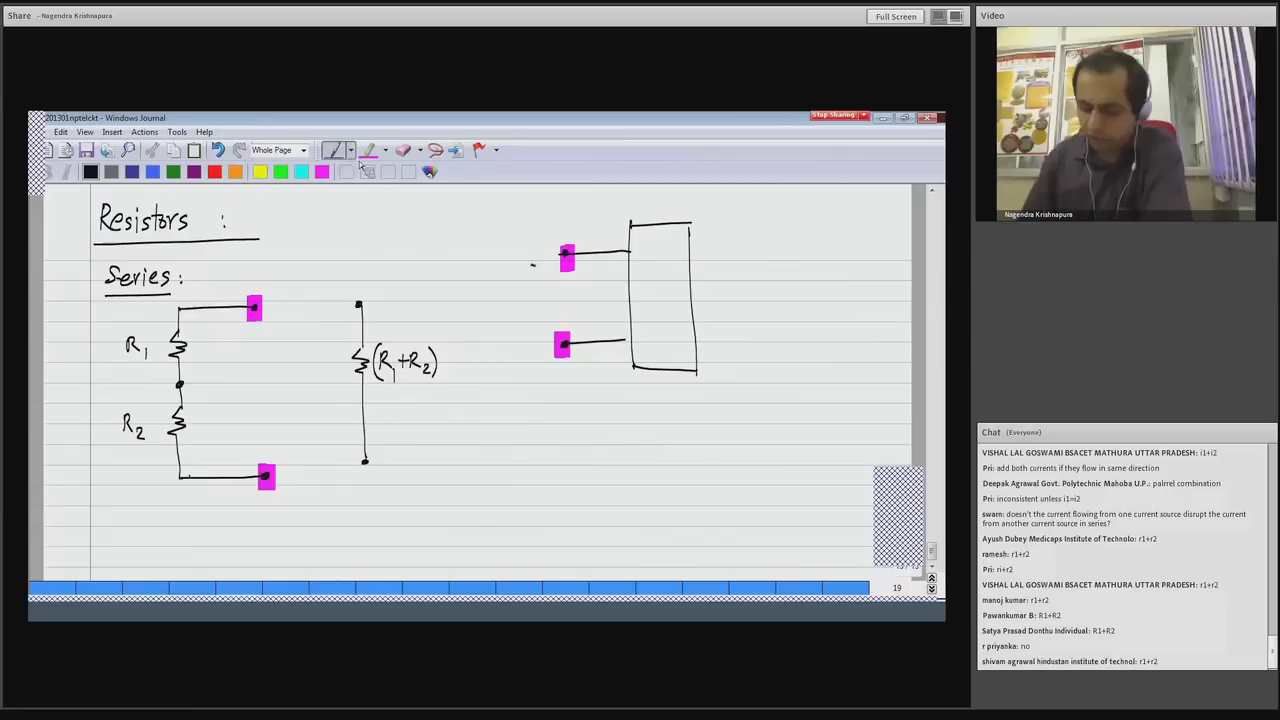 Share - Nagendra Krishnapura
Full Screen
Video
201301nptelckt - Windows Journal
Stop Sharing
Edit View Insert Actions Tools Help
Whole Page
Resistors :
Series :
R1
R2
(R1+R2)
19
Nagendra Krishnapura
Chat (Everyone)
VISHAL LAL GOSWAMI BSACET MATHURA UTTAR PRADESH: i1+i2
Pri: add both currents if they flow in same direction
Deepak Agrawal Govt. Polytechnic Mahoba U.P.: palrrel combination
Pri: inconsistent unless i1=i2
swarn: doesn't the current flowing from one current source disrupt the current
from another current source in series?
Ayush Dubey Medicaps Institute of Technolo: r1+r2
ramesh: r1+r2
Pri: ri+r2
VISHAL LAL GOSWAMI BSACET MATHURA UTTAR PRADESH: r1+r2
manoj kumar: r1+r2
Pawankumar B: R1+R2
Satya Prasad Donthu Individual: R1+R2
r priyanka: no
shivam agrawal hindustan institute of technol: r1+r2